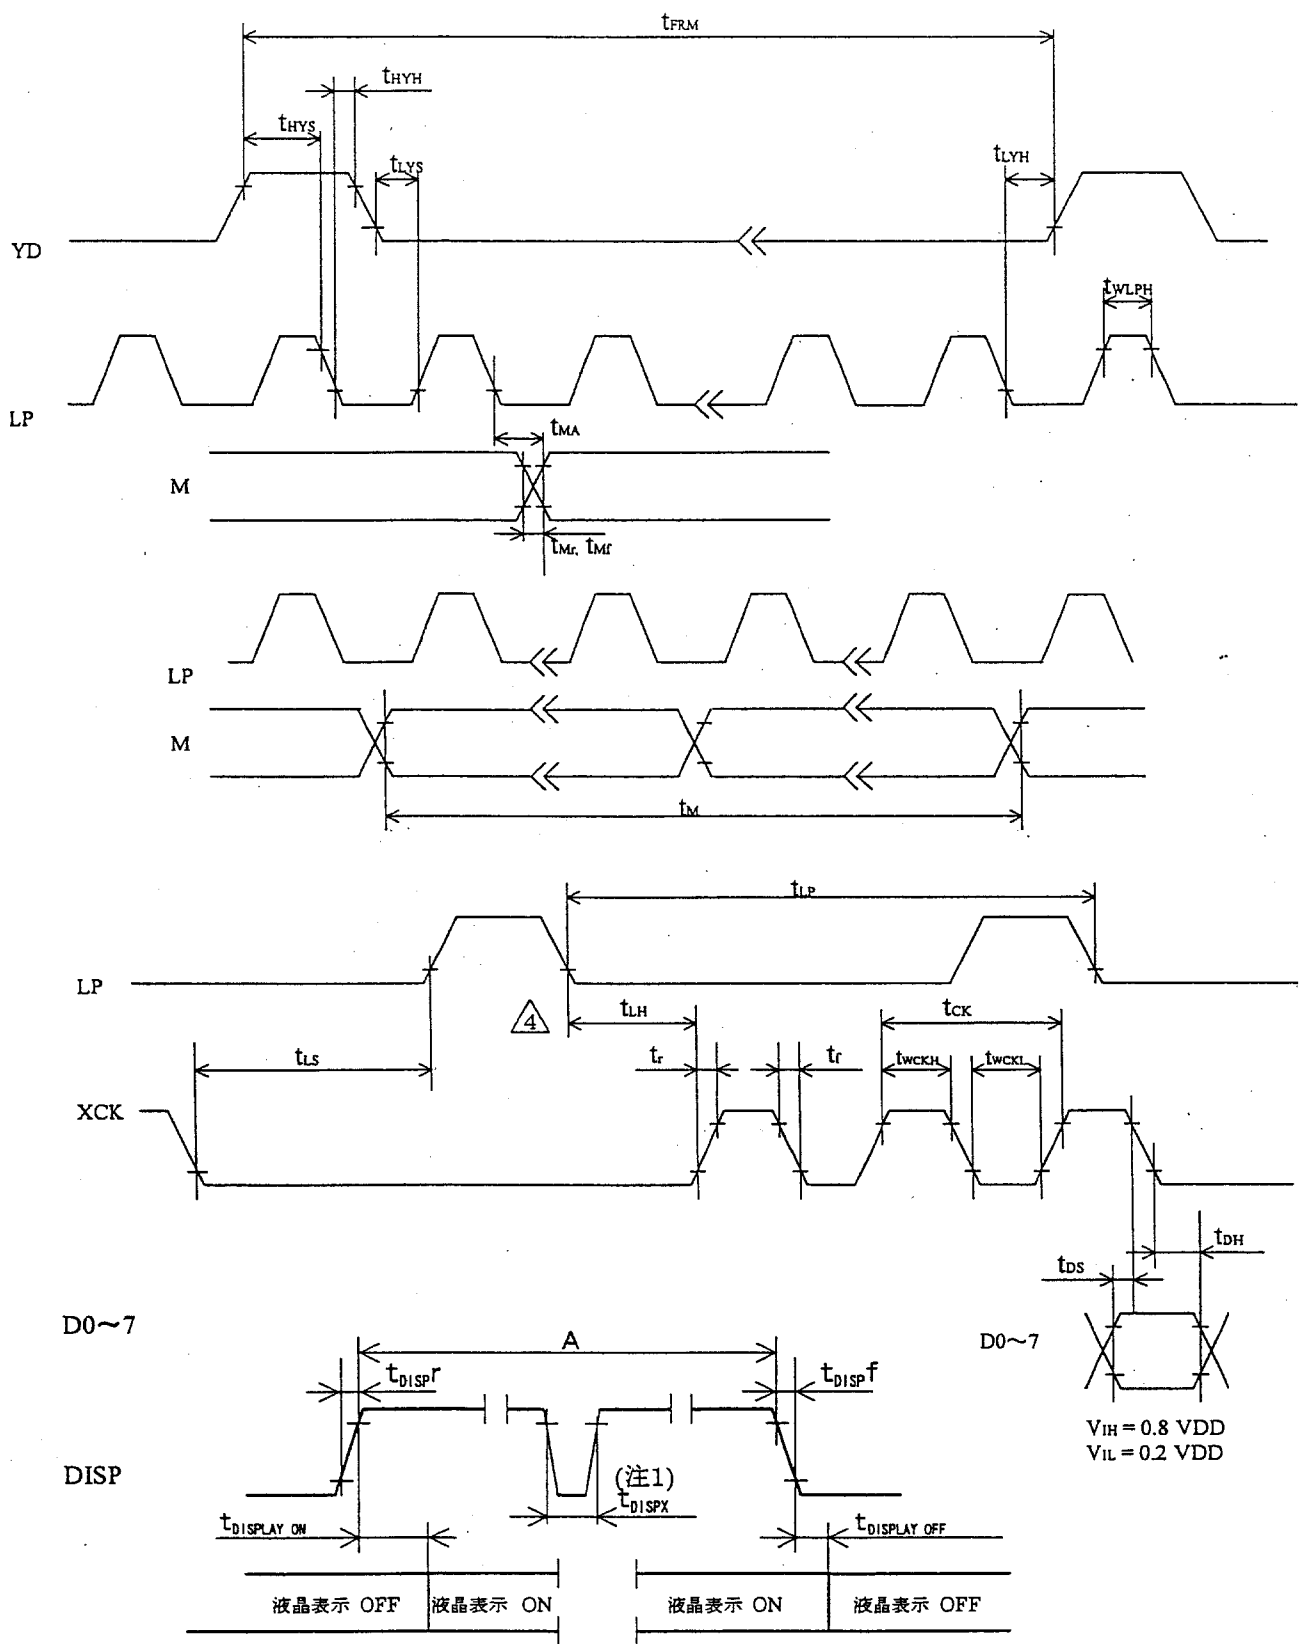 tFRM
tHYH
tHYS
tLYS
tLYH
YD
tWLPH
LP
tMA
M
tMr, tMf
LP
M
tM
tLP
LP
4
tLH
tCK
tLS
tr
tf
tWCKH
tWCKL
XCK
tDH
tDS
D0～7
D0～7
A
tDISPr
tDISPf
VIH = 0.8 VDD
VIL = 0.2 VDD
DISP
(注1)
tDISPX
tDISPLAY ON
tDISPLAY OFF
液晶表示 OFF
液晶表示 ON
液晶表示 ON
液晶表示 OFF